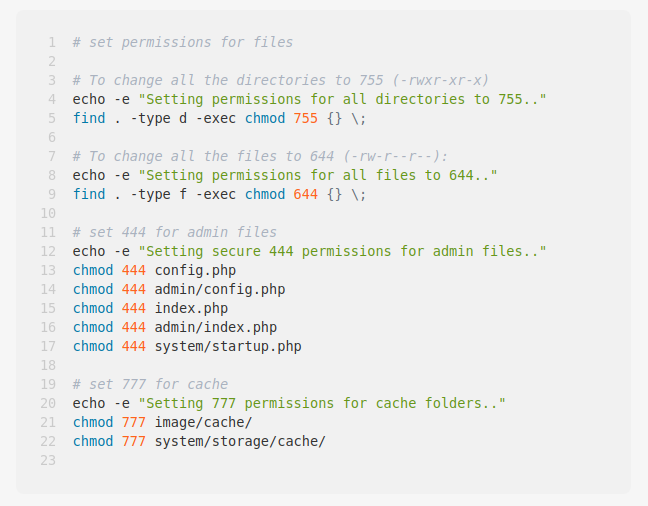 1 # set permissions for files
2
3 # To change all the directories to 755 (-rwxr-xr-x)
4 echo -e "Setting permissions for all directories to 755.."
5 find . -type d -exec chmod 755 {} \;
6
7 # To change all the files to 644 (-rw-r--r--):
8 echo -e "Setting permissions for all files to 644.."
9 find . -type f -exec chmod 644 {} \;
10
11 # set 444 for admin files
12 echo -e "Setting secure 444 permissions for admin files.."
13 chmod 444 config.php
14 chmod 444 admin/config.php
15 chmod 444 index.php
16 chmod 444 admin/index.php
17 chmod 444 system/startup.php
18
19 # set 777 for cache
20 echo -e "Setting 777 permissions for cache folders.."
21 chmod 777 image/cache/
22 chmod 777 system/storage/cache/
23